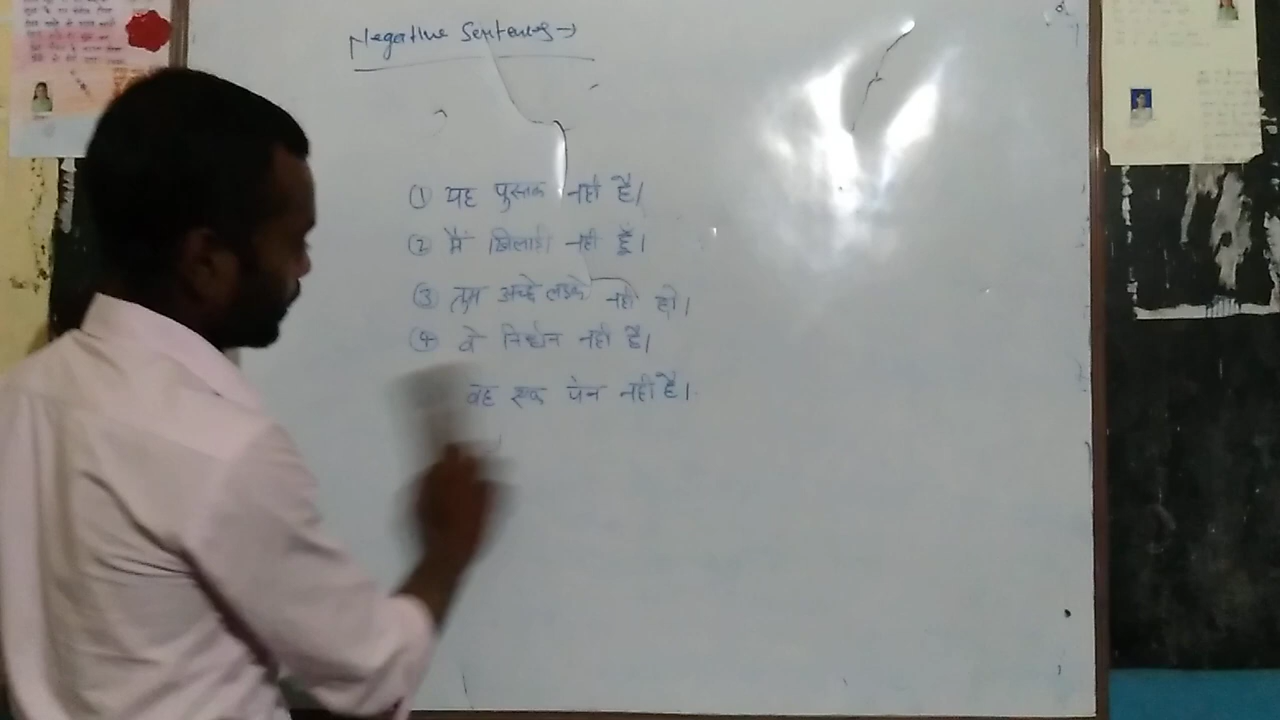 Negative Sentences →
① यह पुस्तक नही है।
② मैं खिलाड़ी नही हूँ।
③ तुम अच्छे लड़के नही हो।
④ वे निर्धन नही हैं।
वह एक पेन नही है।